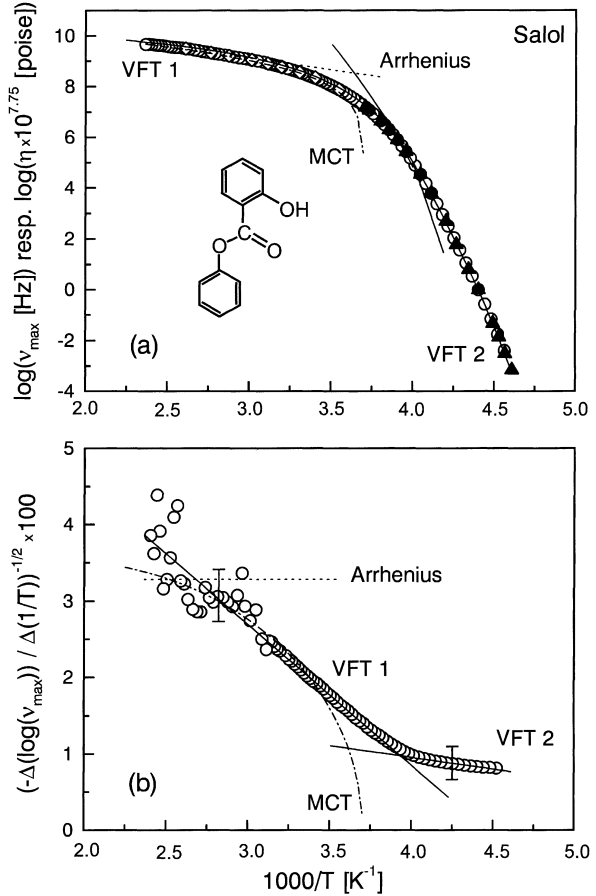 Salol
10
8
6
4
2
0
-2
-4
log(ν_max [Hz]) resp. log(η×10^7.75 [poise])
VFT 1
Arrhenius
MCT
OH
O
C
O
(a)
VFT 2
2.0 2.5 3.0 3.5 4.0 4.5 5.0
5
4
3
2
1
0
(-Δ(log(ν_max)) / Δ(1/T))^-1/2 ×100
Arrhenius
VFT 1
VFT 2
MCT
(b)
2.0 2.5 3.0 3.5 4.0 4.5 5.0
1000/T [K^-1]